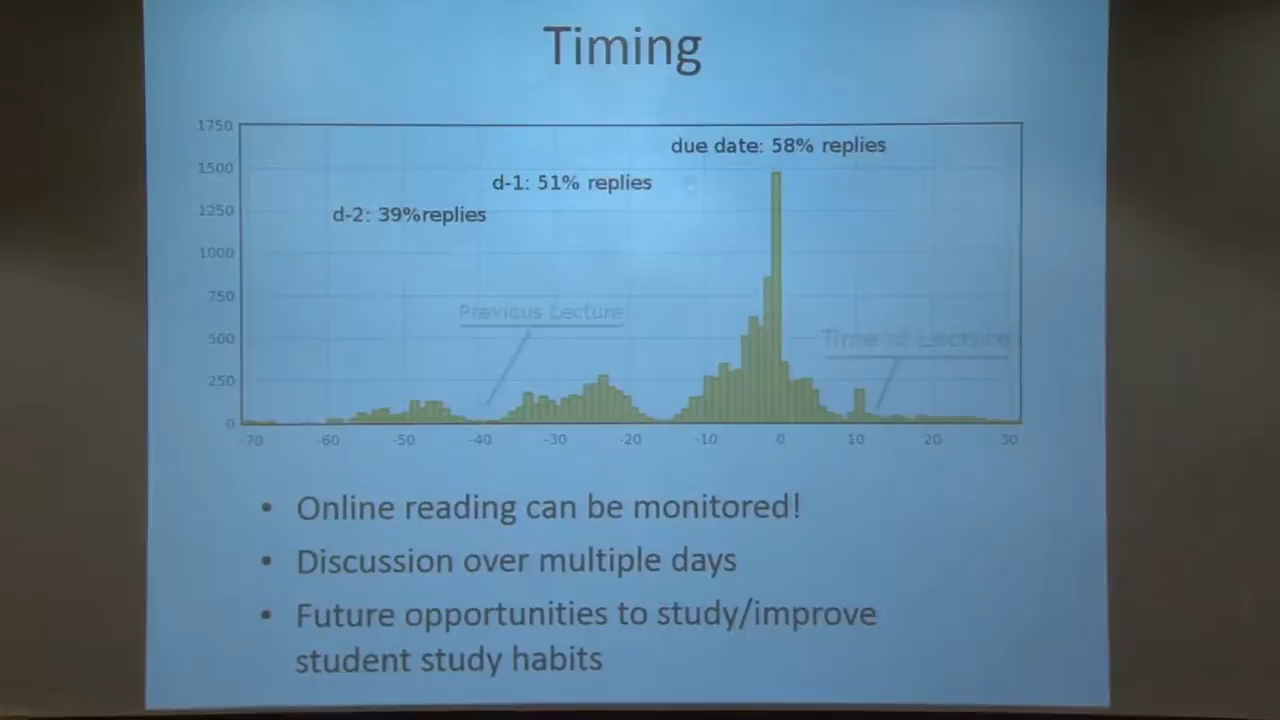 Timing
1750
due date: 58% replies
1500
d-1: 51% replies
1250
d-2: 39%replies
1000
750
Previous Lecture
500
Time of Lecture
250
0
-70 -60 -50 -40 -30 -20 -10 0 10 20 30
• Online reading can be monitored!
• Discussion over multiple days
• Future opportunities to study/improve
student study habits